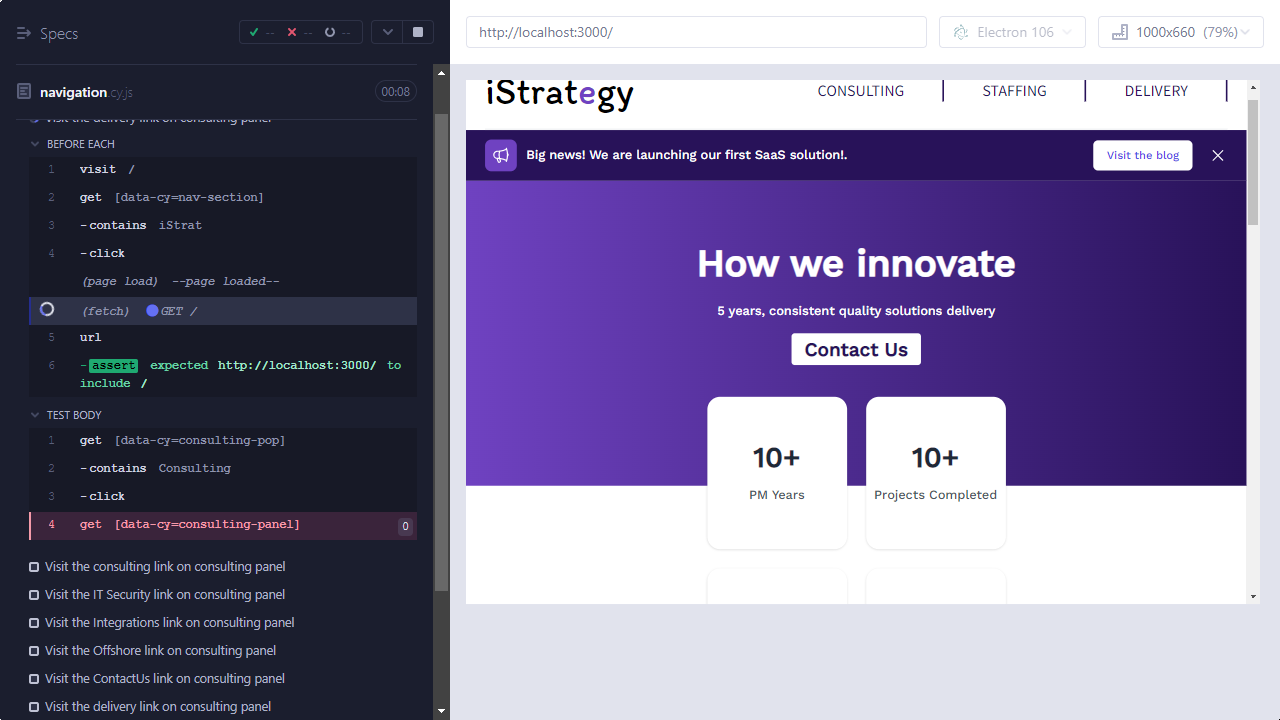 Specs
-- -- --
navigation.cy.js
00:08
Visit the delivery link on consulting panel
BEFORE EACH
1 visit /
2 get [data-cy=nav-section]
3 -contains iStrat
4 -click
(page load) --page loaded--
(fetch) GET /
5 url
6 -assert expected http://localhost:3000/ to
include /
TEST BODY
1 get [data-cy=consulting-pop]
2 -contains Consulting
3 -click
4 get [data-cy=consulting-panel] 0
Visit the consulting link on consulting panel
Visit the IT Security link on consulting panel
Visit the Integrations link on consulting panel
Visit the Offshore link on consulting panel
Visit the ContactUs link on consulting panel
Visit the delivery link on consulting panel
http://localhost:3000/
Electron 106
1000x660 (79%)
iStrategy
CONSULTING
STAFFING
DELIVERY
Big news! We are launching our first SaaS solution!.
Visit the blog
How we innovate
5 years, consistent quality solutions delivery
Contact Us
10+
PM Years
10+
Projects Completed